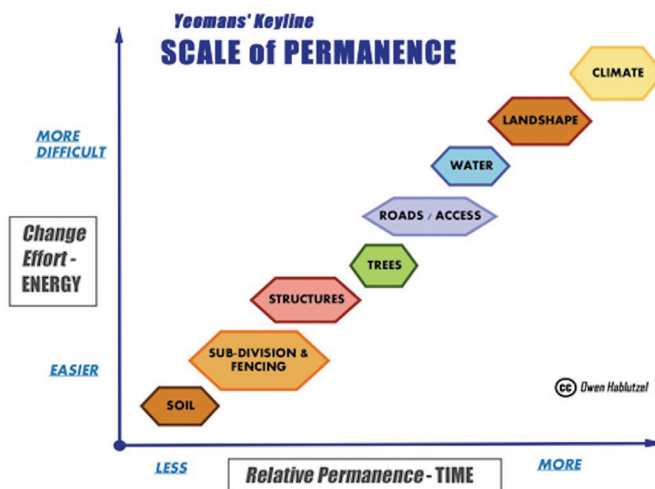 Yeomans' Keyline
SCALE of PERMANENCE
CLIMATE
LANDSHAPE
MORE
DIFFICULT
WATER
ROADS / ACCESS
Change
Effort -
ENERGY
TREES
STRUCTURES
SUB-DIVISION &
FENCING
EASIER
cc Owen Hablutzel
SOIL
LESS
Relative Permanence - TIME
MORE